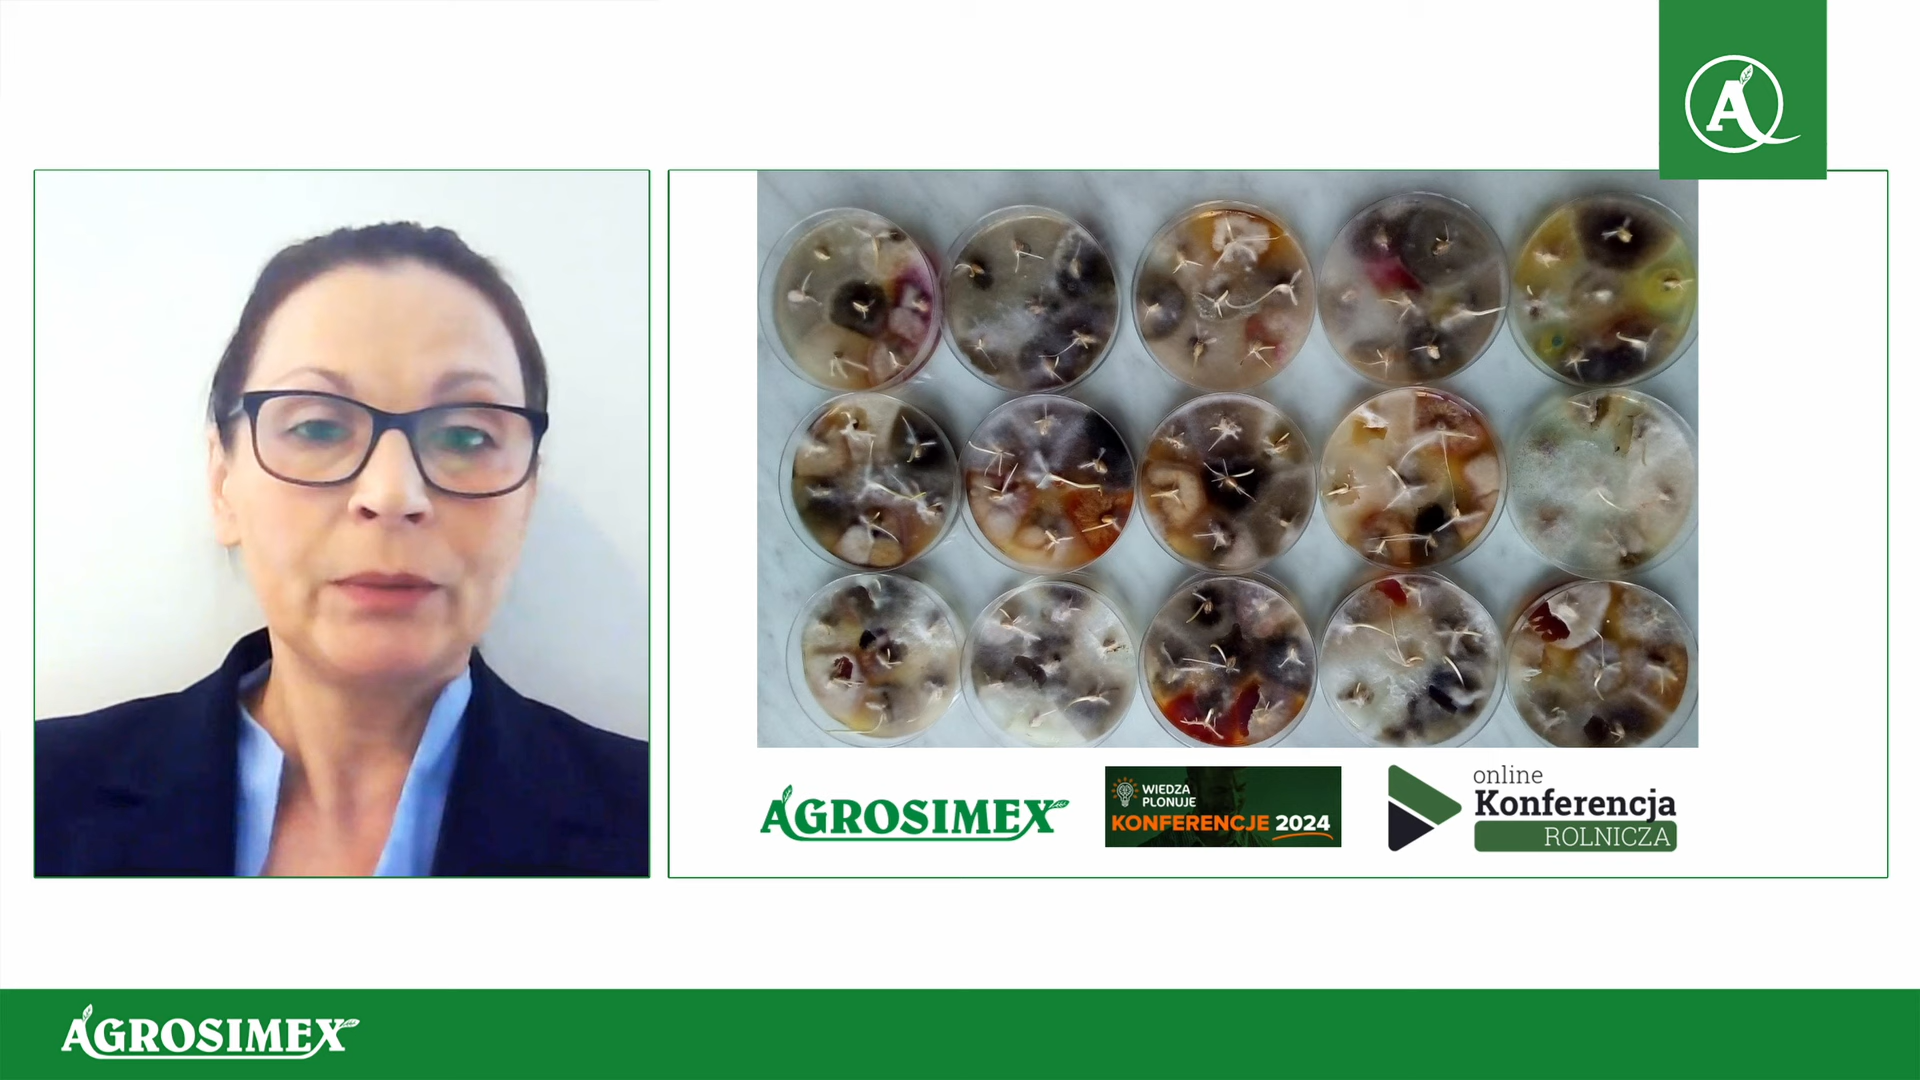 A
AGROSIMEX
WIEDZA
PLONUJE
KONFERENCJE 2024
online
Konferencja
ROLNICZA
AGROSIMEX